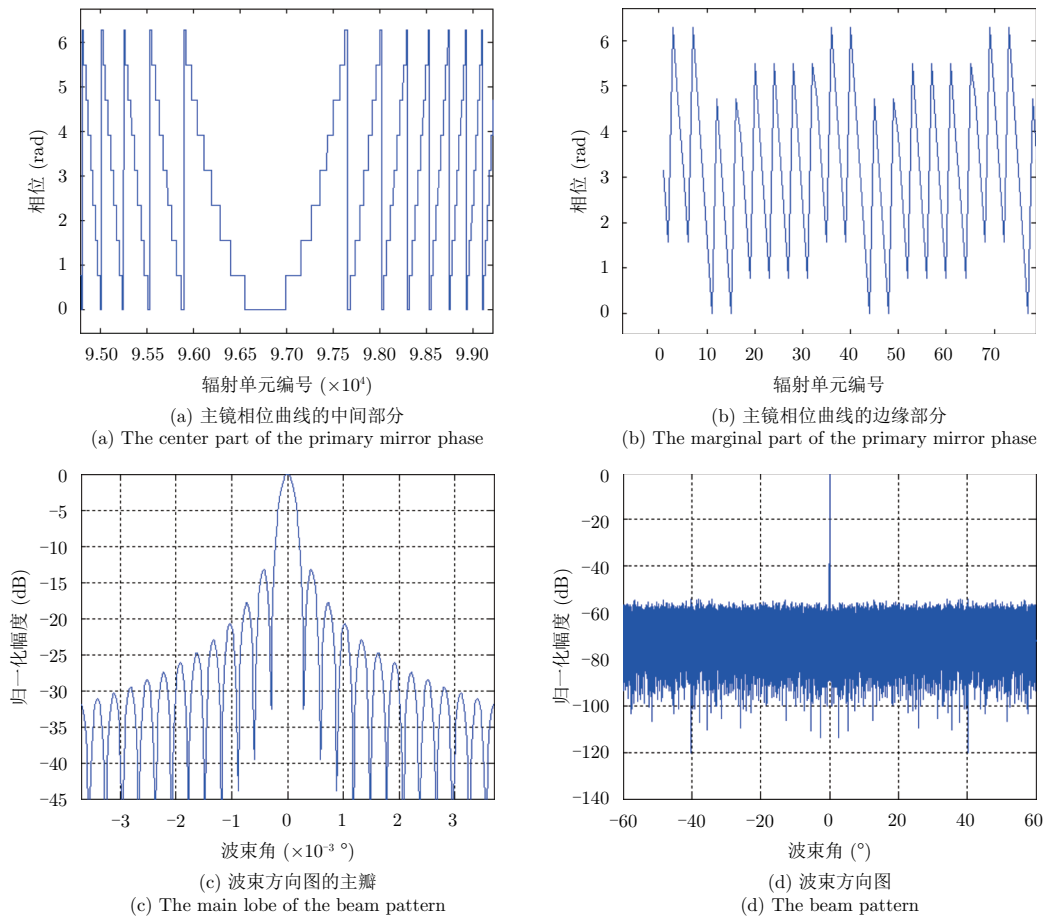 6
5
4
3
2
1
0
相位 (rad)
9.50 9.55 9.60 9.65 9.70 9.75 9.80 9.85 9.90
辐射单元编号 (×10⁴)
(a) 主镜相位曲线的中间部分
(a) The center part of the primary mirror phase
6
5
4
3
2
1
0
相位 (rad)
0 10 20 30 40 50 60 70
辐射单元编号
(b) 主镜相位曲线的边缘部分
(b) The marginal part of the primary mirror phase
0
−5
−10
−15
−20
−25
−30
−35
−40
−45
归一化幅度 (dB)
−3 −2 −1 0 1 2 3
波束角 (×10⁻³ °)
(c) 波束方向图的主瓣
(c) The main lobe of the beam pattern
0
−20
−40
−60
−80
−100
−120
−140
归一化幅度 (dB)
−60 −40 −20 0 20 40 60
波束角 (°)
(d) 波束方向图
(d) The beam pattern